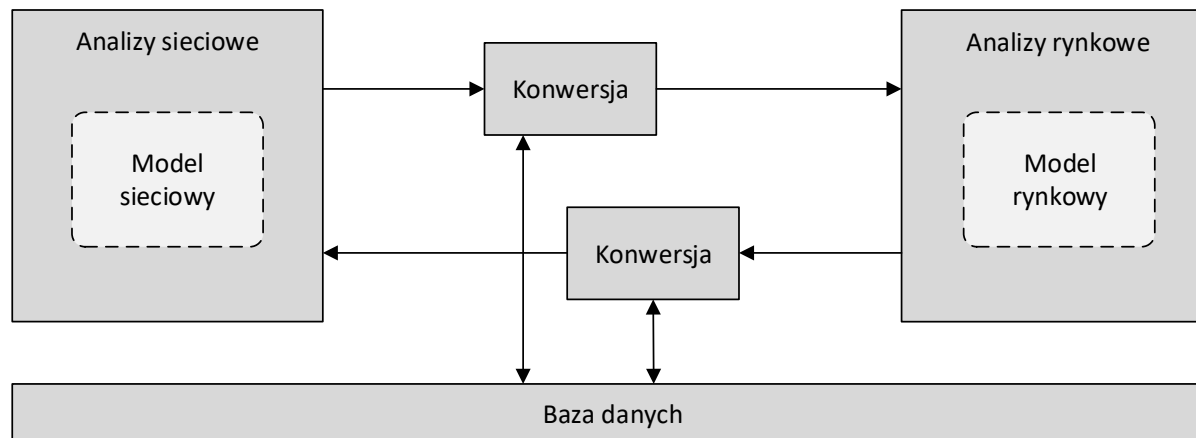 Analizy sieciowe
Analizy rynkowe
Konwersja
Model
sieciowy
Model
rynkowy
Konwersja
Baza danych